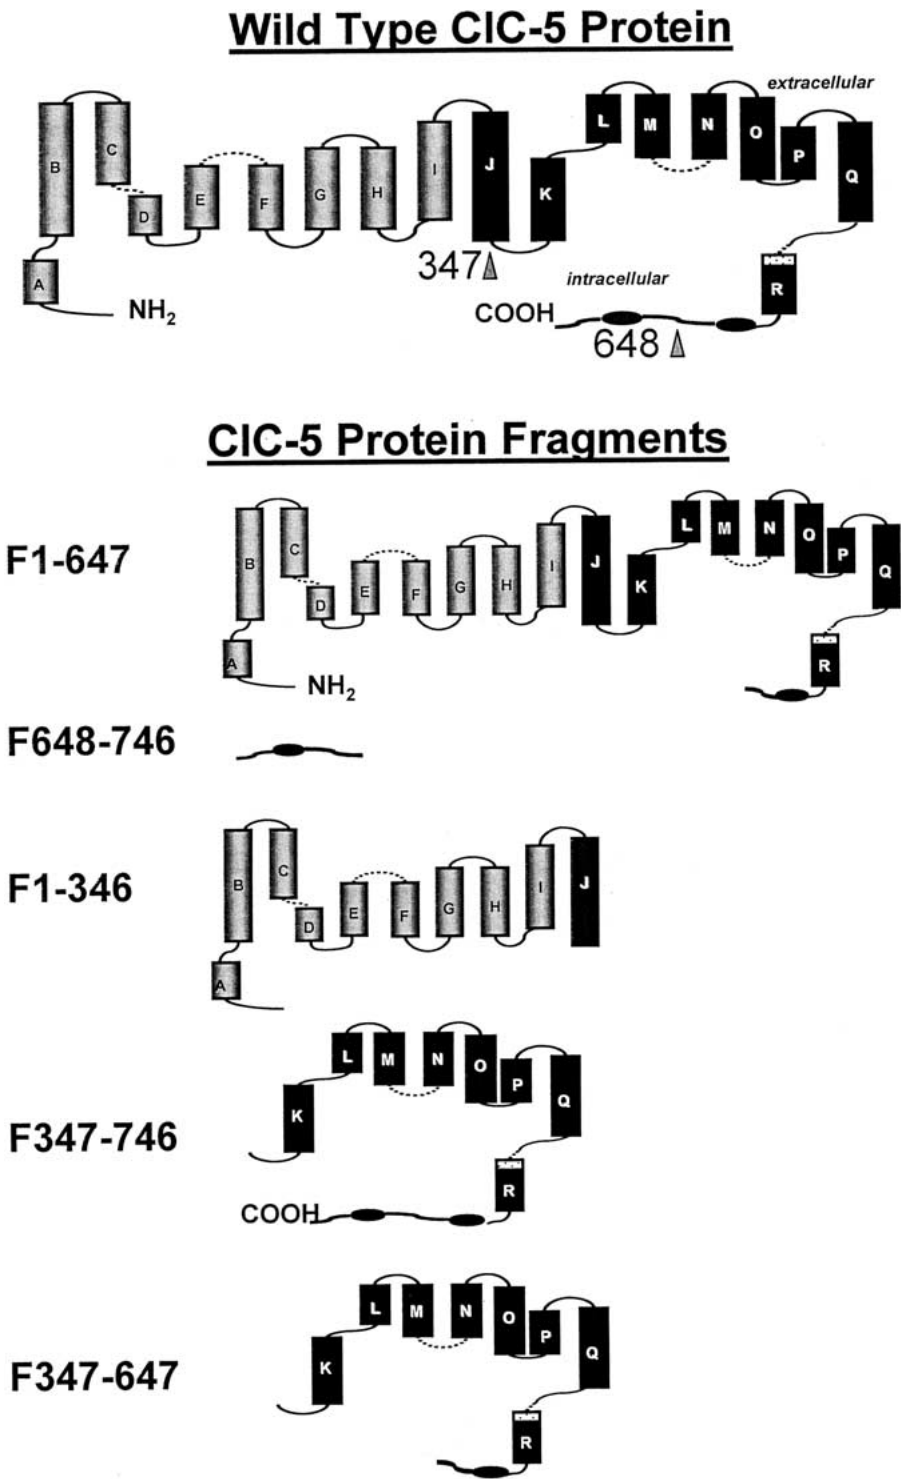 Wild Type ClC-5 Protein
extracellular
B C D E F G H I J K L M N O P Q
A
R
347
intracellular
NH2
COOH
648
ClC-5 Protein Fragments
F1-647
B C D E F G H I J K L M N O P Q
A
R
NH2
F648-746
F1-346
B C D E F G H I J
A
F347-746
K L M N O P Q
R
COOH
F347-647
K L M N O P Q
R